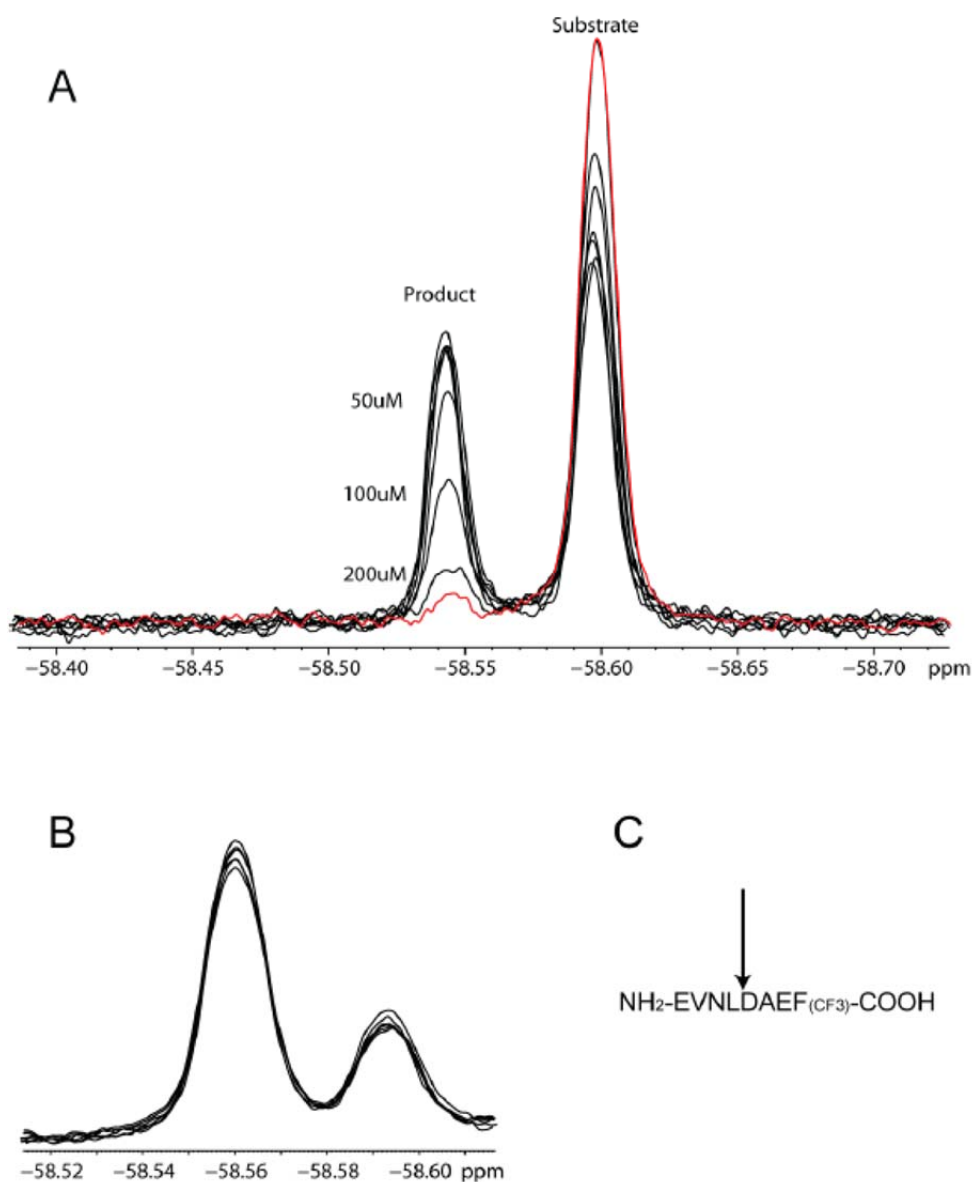 Substrate
A
Product
50uM
100uM
200uM
−58.40 −58.45 −58.50 −58.55 −58.60 −58.65 −58.70 ppm
B C
NH2-EVNLDAEF(CF3)-COOH
−58.52 −58.54 −58.56 −58.58 −58.60 ppm